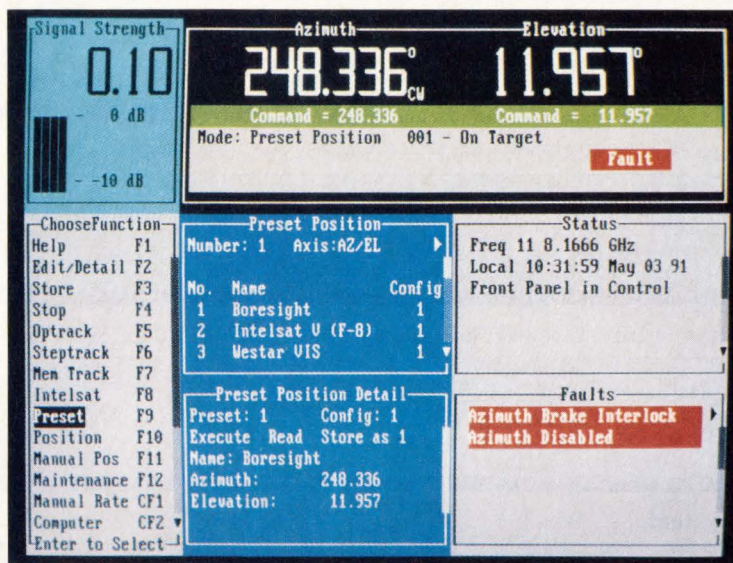 Signal Strength
0.10
0 dB
-10 dB
Azimuth
248.336° CW
Elevation
11.957°
Command = 248.336
Command = 11.957
Mode: Preset Position 001 - On Target
Fault
ChooseFunction
Help F1
Edit/Detail F2
Store F3
Stop F4
Optrack F5
Steptrack F6
Mem Track F7
Intelsat F8
Preset F9
Position F10
Manual Pos F11
Maintenance F12
Manual Rate CF1
Computer CF2
Enter to Select
Preset Position
Number: 1 Axis:AZ/EL
No. Name Config
1 Boresight 1
2 Intelsat V (F-8) 1
3 Westar VIS 1
Preset Position Detail
Preset: 1 Config: 1
Execute Read Store as 1
Name: Boresight
Azimuth: 248.336
Elevation: 11.957
Status
Freq 11 8.1666 GHz
Local 10:31:59 May 03 91
Front Panel in Control
Faults
Azimuth Brake Interlock
Azimuth Disabled